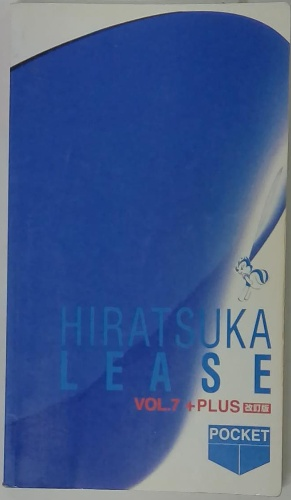 HIRATSUKA
LEASE
VOL.7 +PLUS 改訂版
POCKET